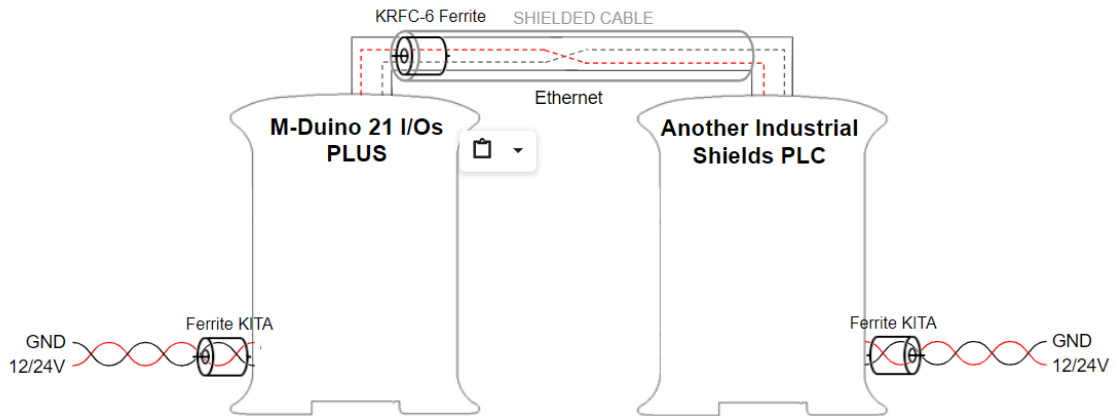 KRFC-6 Ferrite
SHIELDED CABLE
Ethernet
M-Duino 21 I/Os
PLUS
Another Industrial
Shields PLC
Ferrite KITA
GND
12/24V
Ferrite KITA
GND
12/24V